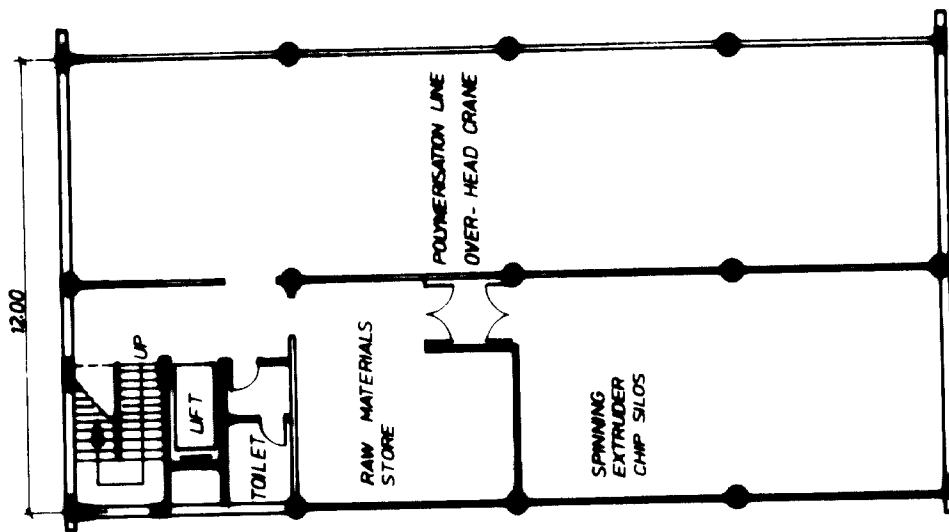 12.00
POLYMERISATION LINE
OVER-HEAD CRANE
UP
LIFT
TOILET
RAW MATERIALS
STORE
SPINNING
EXTRUDER
CHIP SILOS